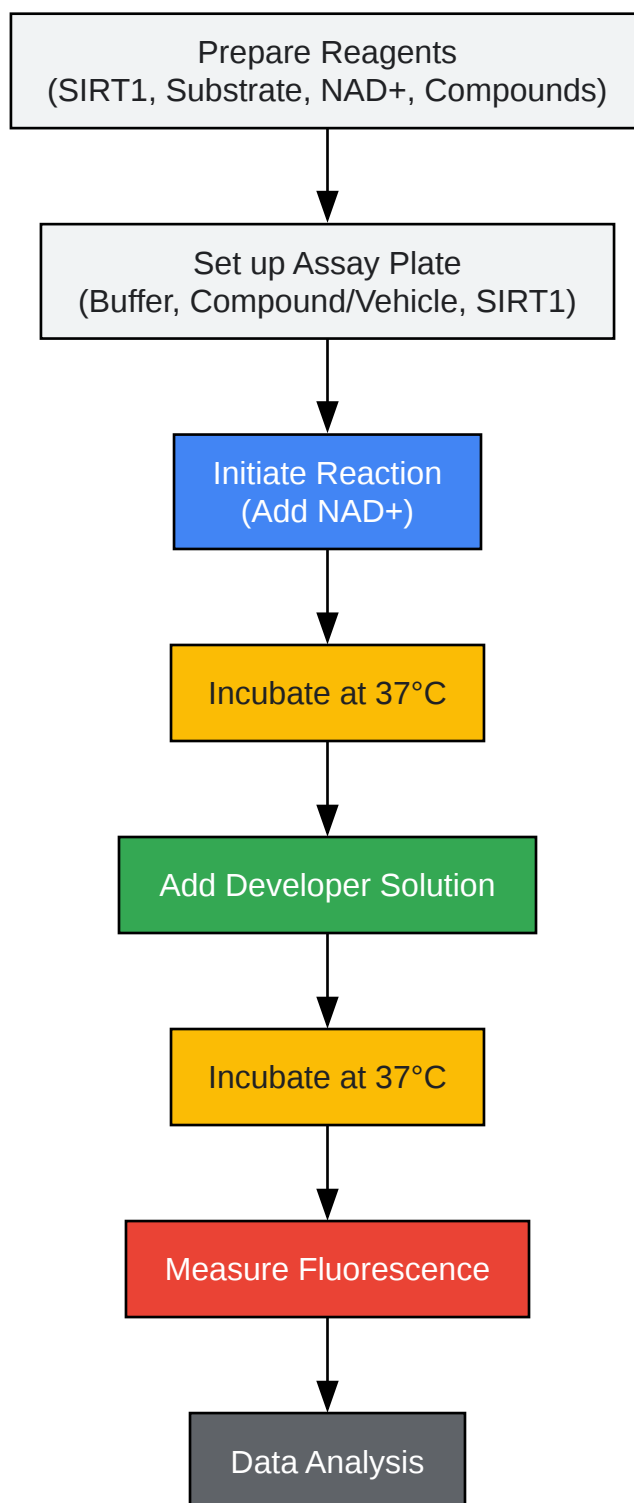 Prepare Reagents
(SIRT1, Substrate, NAD+, Compounds)
Set up Assay Plate
(Buffer, Compound/Vehicle, SIRT1)
Initiate Reaction
(Add NAD+)
Incubate at 37°C
Add Developer Solution
Incubate at 37°C
Measure Fluorescence
Data Analysis